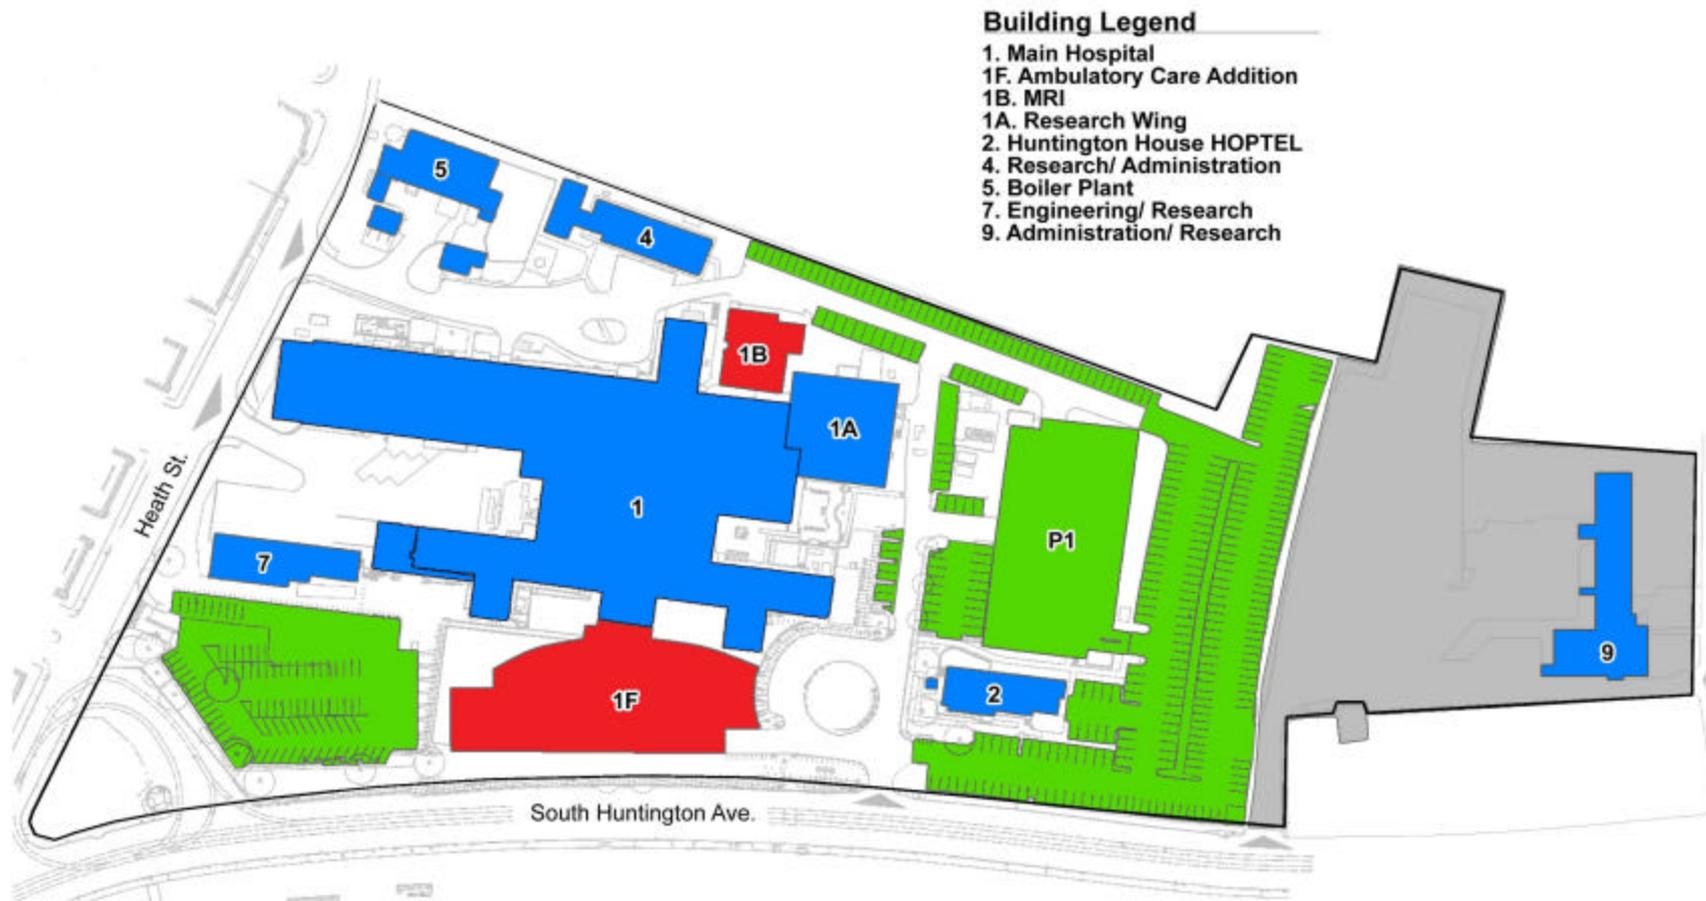 Building Legend
1. Main Hospital
1F. Ambulatory Care Addition
1B. MRI
1A. Research Wing
2. Huntington House HOPTEL
4. Research/ Administration
5. Boiler Plant
7. Engineering/ Research
9. Administration/ Research
5
4
1B
1A
1
P1
7
9
2
1F
Heath St.
South Huntington Ave.